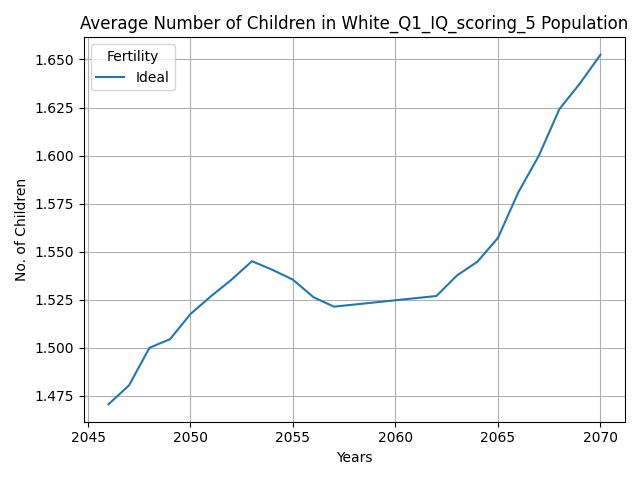 Average Number of Children in White_Q1_IQ_scoring_5 Population
Fertility
Ideal
No. of Children
1.650
1.625
1.600
1.575
1.550
1.525
1.500
1.475
2045 2050 2055 2060 2065 2070
Years